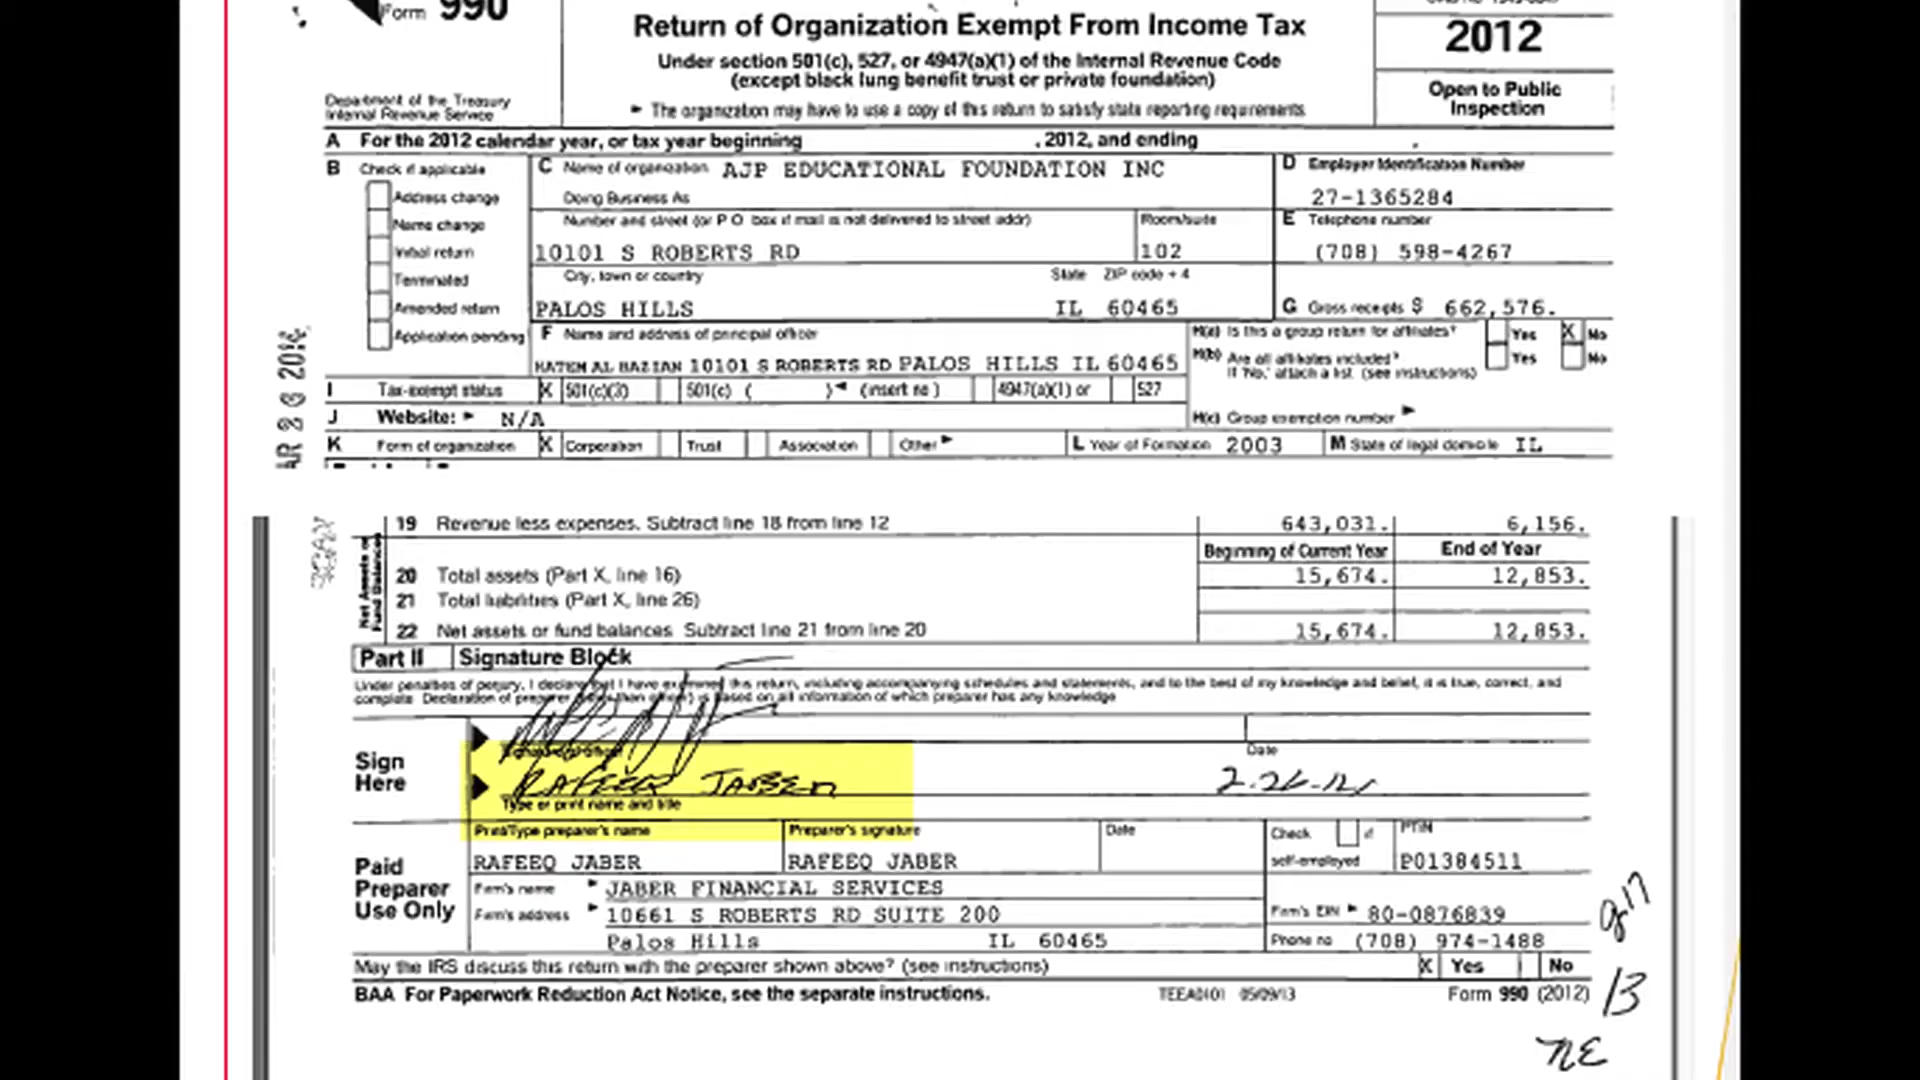 Form 990
Return of Organization Exempt From Income Tax
Under section 501(c), 527, or 4947(a)(1) of the Internal Revenue Code
(except black lung benefit trust or private foundation)
2012
Open to Public
Inspection
Department of the Treasury
Internal Revenue Service
► The organization may have to use a copy of this return to satisfy state reporting requirements
A For the 2012 calendar year, or tax year beginning , 2012, and ending ,
B Check if applicable
Address change
Name change
Initial return
Terminated
Amended return
Application pending
C Name of organization AJP EDUCATIONAL FOUNDATION INC
Doing Business As
Number and street (or P O box if mail is not delivered to street addr) Room/suite
10101 S ROBERTS RD 102
City, town or country State ZIP code + 4
PALOS HILLS IL 60465
D Employer Identification Number
27-1365284
E Telephone number
(708) 598-4267
G Gross receipts $ 662,576.
F Name and address of principal officer
HATEM AL BAZIAN 10101 S ROBERTS RD PALOS HILLS IL 60465
H(a) Is this a group return for affiliates? Yes X No
H(b) Are all affiliates included? Yes No
If 'No,' attach a list (see instructions)
H(c) Group exemption number ►
I Tax-exempt status X 501(c)(3) 501(c) ( )◄ (insert no ) 4947(a)(1) or 527
J Website: ► N/A
K Form of organization X Corporation Trust Association Other ► L Year of Formation 2003 M State of legal domicile IL
19 Revenue less expenses. Subtract line 18 from line 12 643,031. 6,156.
Net Assets or
Fund Balances
Beginning of Current Year End of Year
20 Total assets (Part X, line 16) 15,674. 12,853.
21 Total liabilities (Part X, line 26)
22 Net assets or fund balances Subtract line 21 from line 20 15,674. 12,853.
Part II Signature Block
Under penalties of perjury, I declare that I have examined this return, including accompanying schedules and statements, and to the best of my knowledge and belief, it is true, correct, and
complete Declaration of preparer (other than officer) is based on all information of which preparer has any knowledge
Sign
Here
Signature of officer Date
RAFEEQ JABER
Type or print name and title
Print/Type preparer's name Preparer's signature Date Check if PTIN
RAFEEQ JABER RAFEEQ JABER self-employed P01384511
Paid
Preparer
Use Only
Firm's name ► JABER FINANCIAL SERVICES
Firm's address ► 10661 S ROBERTS RD SUITE 200 Firm's EIN ► 80-0876839
Palos Hills IL 60465 Phone no (708) 974-1488
May the IRS discuss this return with the preparer shown above? (see instructions) X Yes No
BAA For Paperwork Reduction Act Notice, see the separate instructions. TEEA0101 05/09/13 Form 990 (2012)
13
NE